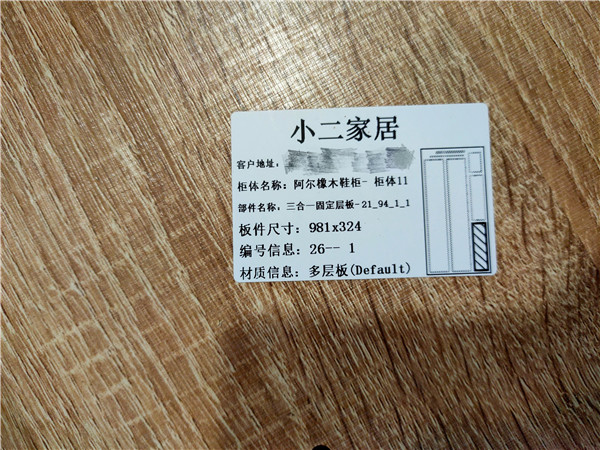 小二家居
客户地址:
柜体名称: 阿尔橡木鞋柜- 柜体11
部件名称: 三合一固定层板-21_94_1_1
板件尺寸: 981x324
编号信息: 26-- 1
材质信息: 多层板(Default)